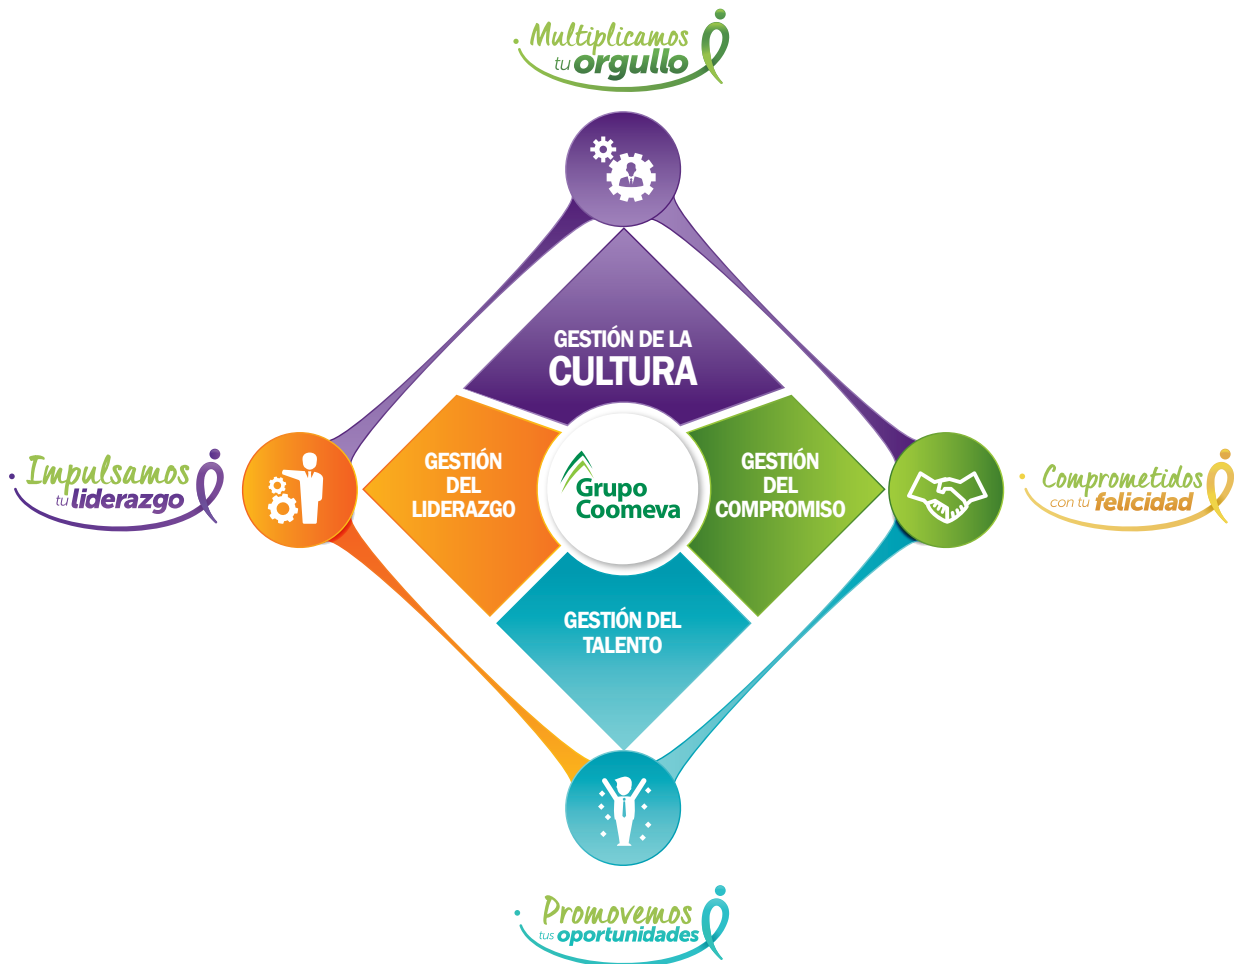 Multiplicamos
tu orgullo
GESTIÓN DE LA
CULTURA
Impulsamos
tu liderazgo
GESTIÓN
DEL
LIDERAZGO
Grupo
Coomeva
GESTIÓN
DEL
COMPROMISO
Comprometidos
con tu felicidad
GESTIÓN DEL
TALENTO
Promovemos
tus oportunidades